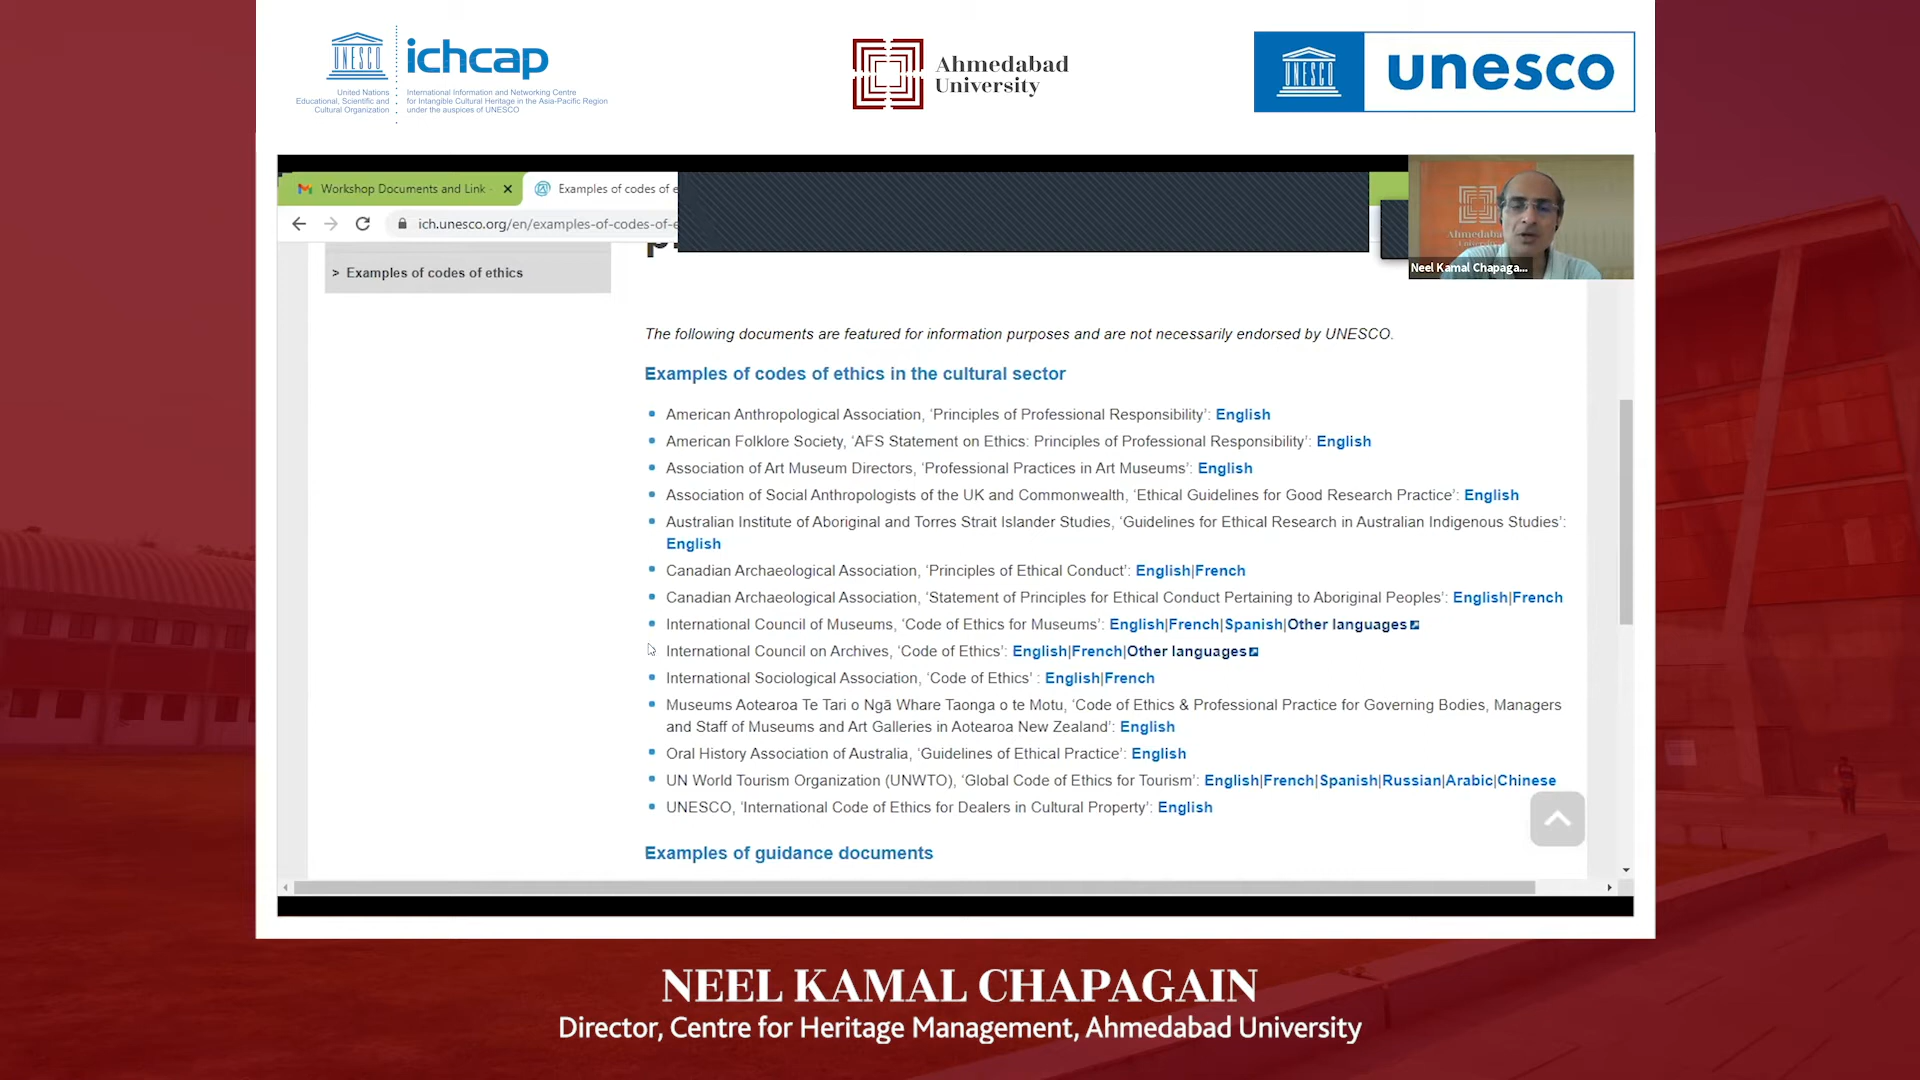 UNESCO
United Nations
Educational, Scientific and
Cultural Organization
ichcap
International Information and Networking Centre
for Intangible Cultural Heritage in the Asia-Pacific Region
under the auspices of UNESCO
Ahmedabad
University
UNESCO
unesco
Workshop Documents and Link -
Examples of codes of e
ich.unesco.org/en/examples-of-codes-of-e
Neel Kamal Chapaga...
> Examples of codes of ethics
The following documents are featured for information purposes and are not necessarily endorsed by UNESCO.
Examples of codes of ethics in the cultural sector
American Anthropological Association, ‘Principles of Professional Responsibility’: English
American Folklore Society, ‘AFS Statement on Ethics: Principles of Professional Responsibility’: English
Association of Art Museum Directors, ‘Professional Practices in Art Museums’: English
Association of Social Anthropologists of the UK and Commonwealth, ‘Ethical Guidelines for Good Research Practice’: English
Australian Institute of Aboriginal and Torres Strait Islander Studies, ‘Guidelines for Ethical Research in Australian Indigenous Studies’:
English
Canadian Archaeological Association, ‘Principles of Ethical Conduct’: English|French
Canadian Archaeological Association, ‘Statement of Principles for Ethical Conduct Pertaining to Aboriginal Peoples’: English|French
International Council of Museums, ‘Code of Ethics for Museums’: English|French|Spanish|Other languages
International Council on Archives, ‘Code of Ethics’: English|French|Other languages
International Sociological Association, ‘Code of Ethics’ : English|French
Museums Aotearoa Te Tari o Ngā Whare Taonga o te Motu, ‘Code of Ethics & Professional Practice for Governing Bodies, Managers
and Staff of Museums and Art Galleries in Aotearoa New Zealand’: English
Oral History Association of Australia, ‘Guidelines of Ethical Practice’: English
UN World Tourism Organization (UNWTO), ‘Global Code of Ethics for Tourism’: English|French|Spanish|Russian|Arabic|Chinese
UNESCO, ‘International Code of Ethics for Dealers in Cultural Property’: English
Examples of guidance documents
NEEL KAMAL CHAPAGAIN
Director, Centre for Heritage Management, Ahmedabad University